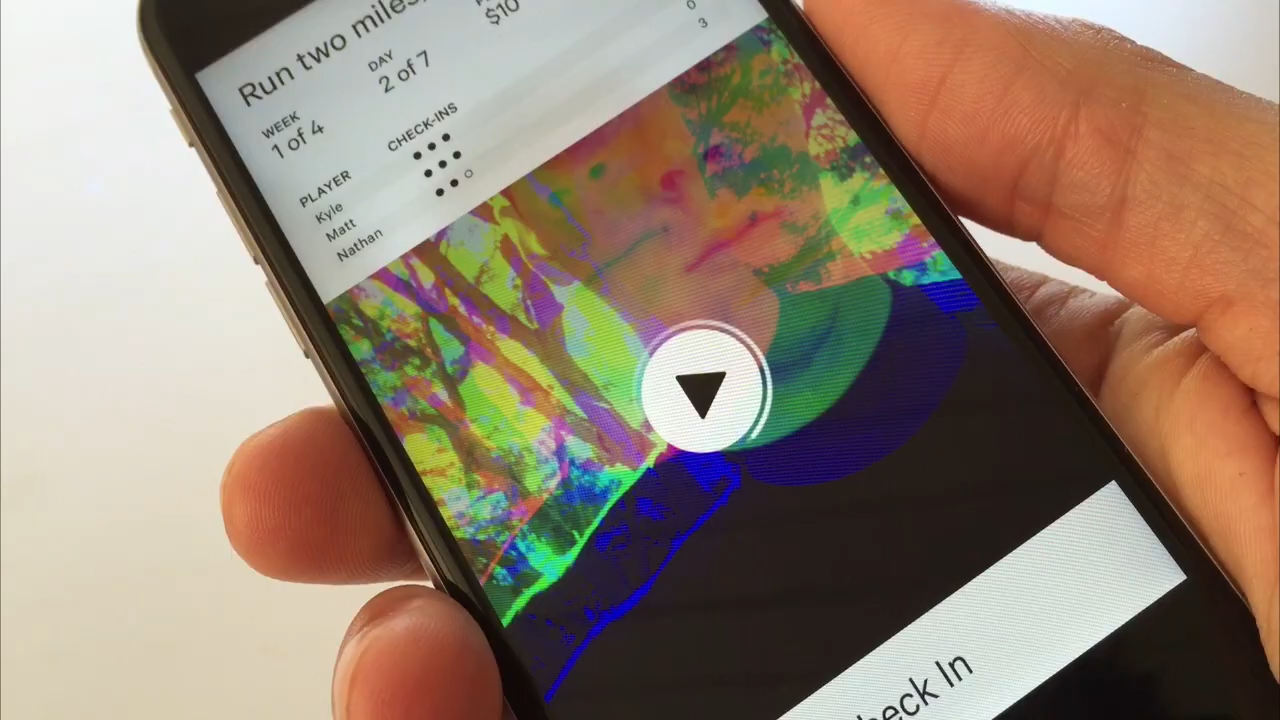 Run two miles,
WEEK
1 of 4
DAY
2 of 7
$10
PLAYER
CHECK-INS
Kyle
Matt
0
Nathan
3
eck In